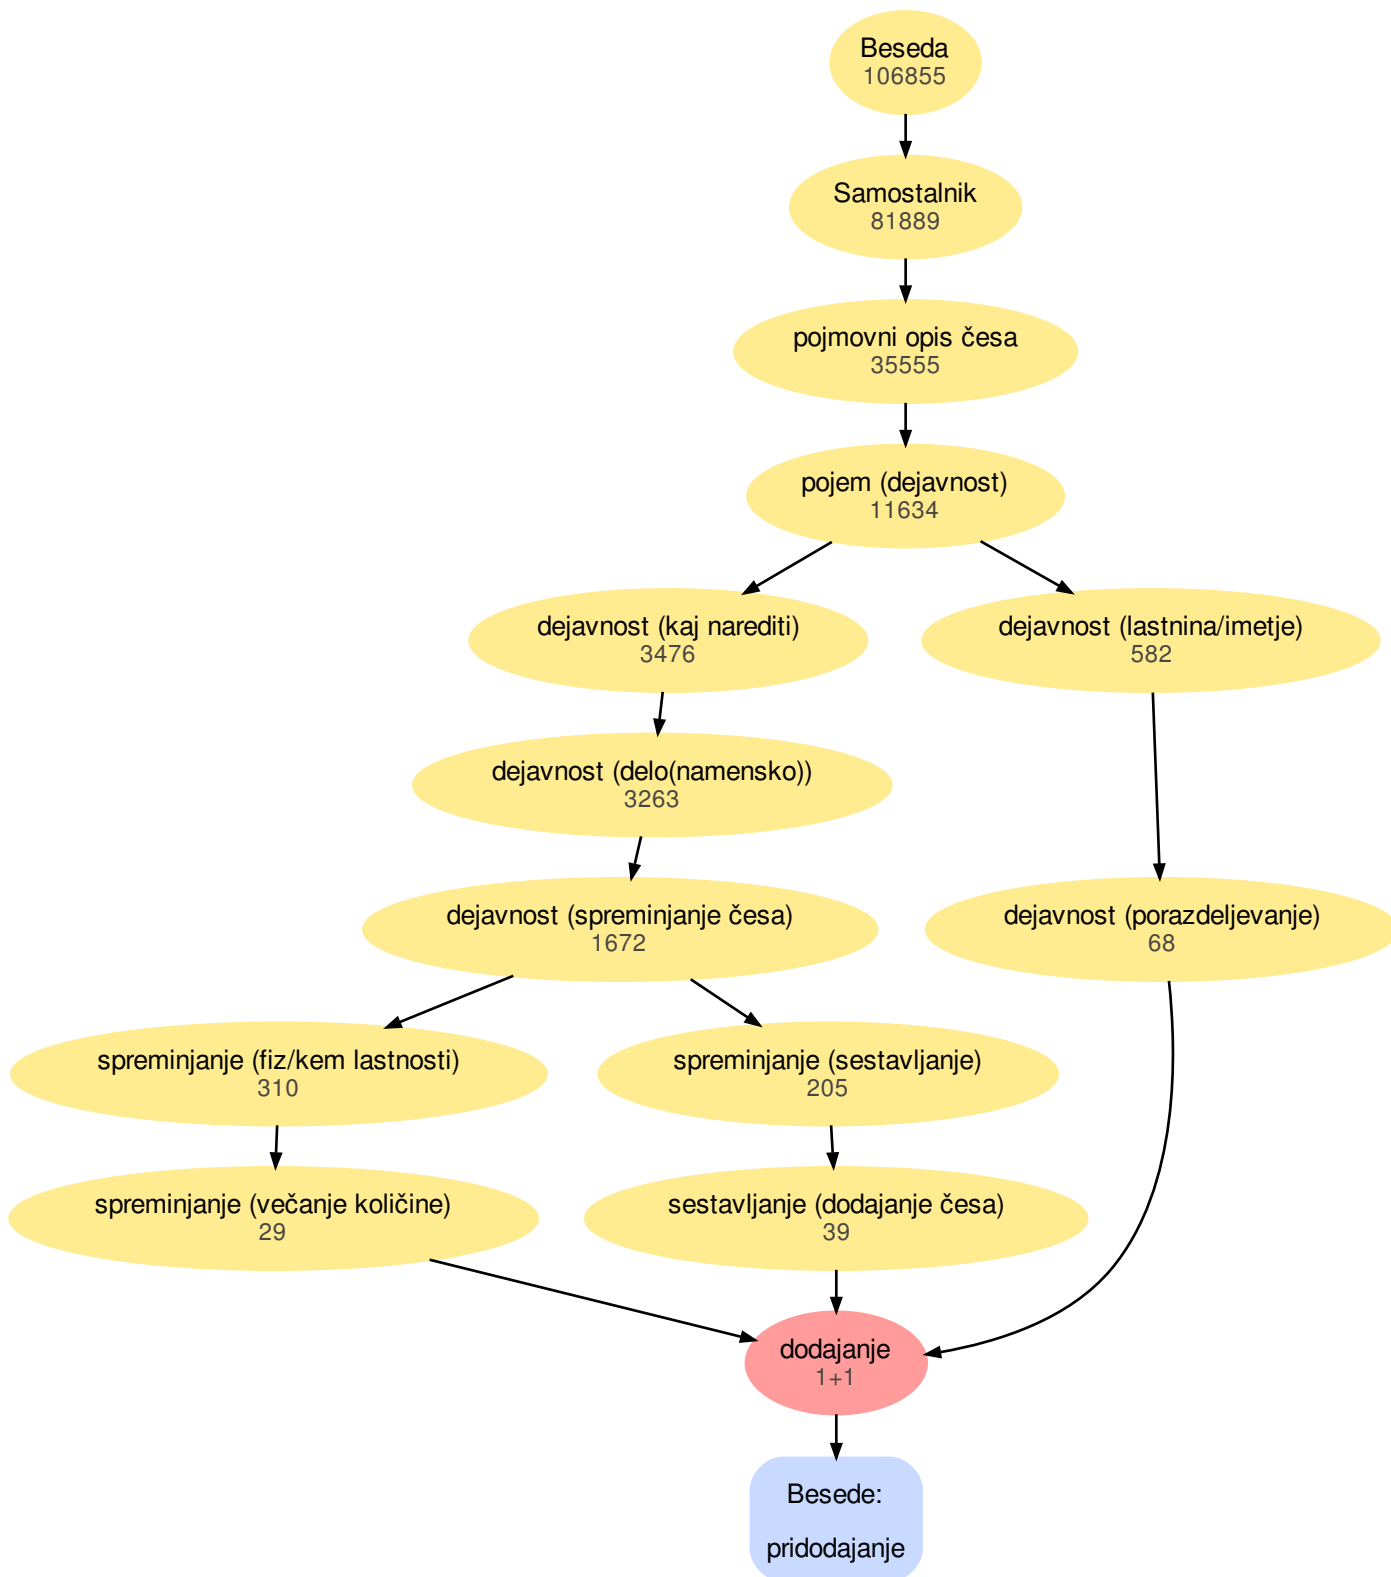 Beseda
106855
Samostalnik
81889
pojmovni opis česa
35555
pojem (dejavnost)
11634
dejavnost (kaj narediti)
3476
dejavnost (lastnina/imetje)
582
dejavnost (delo(namensko))
3263
dejavnost (spreminjanje česa)
1672
dejavnost (porazdeljevanje)
68
spreminjanje (fiz/kem lastnosti)
310
spreminjanje (sestavljanje)
205
spreminjanje (večanje količine)
29
sestavljanje (dodajanje česa)
39
dodajanje
1+1
Besede:
pridodajanje